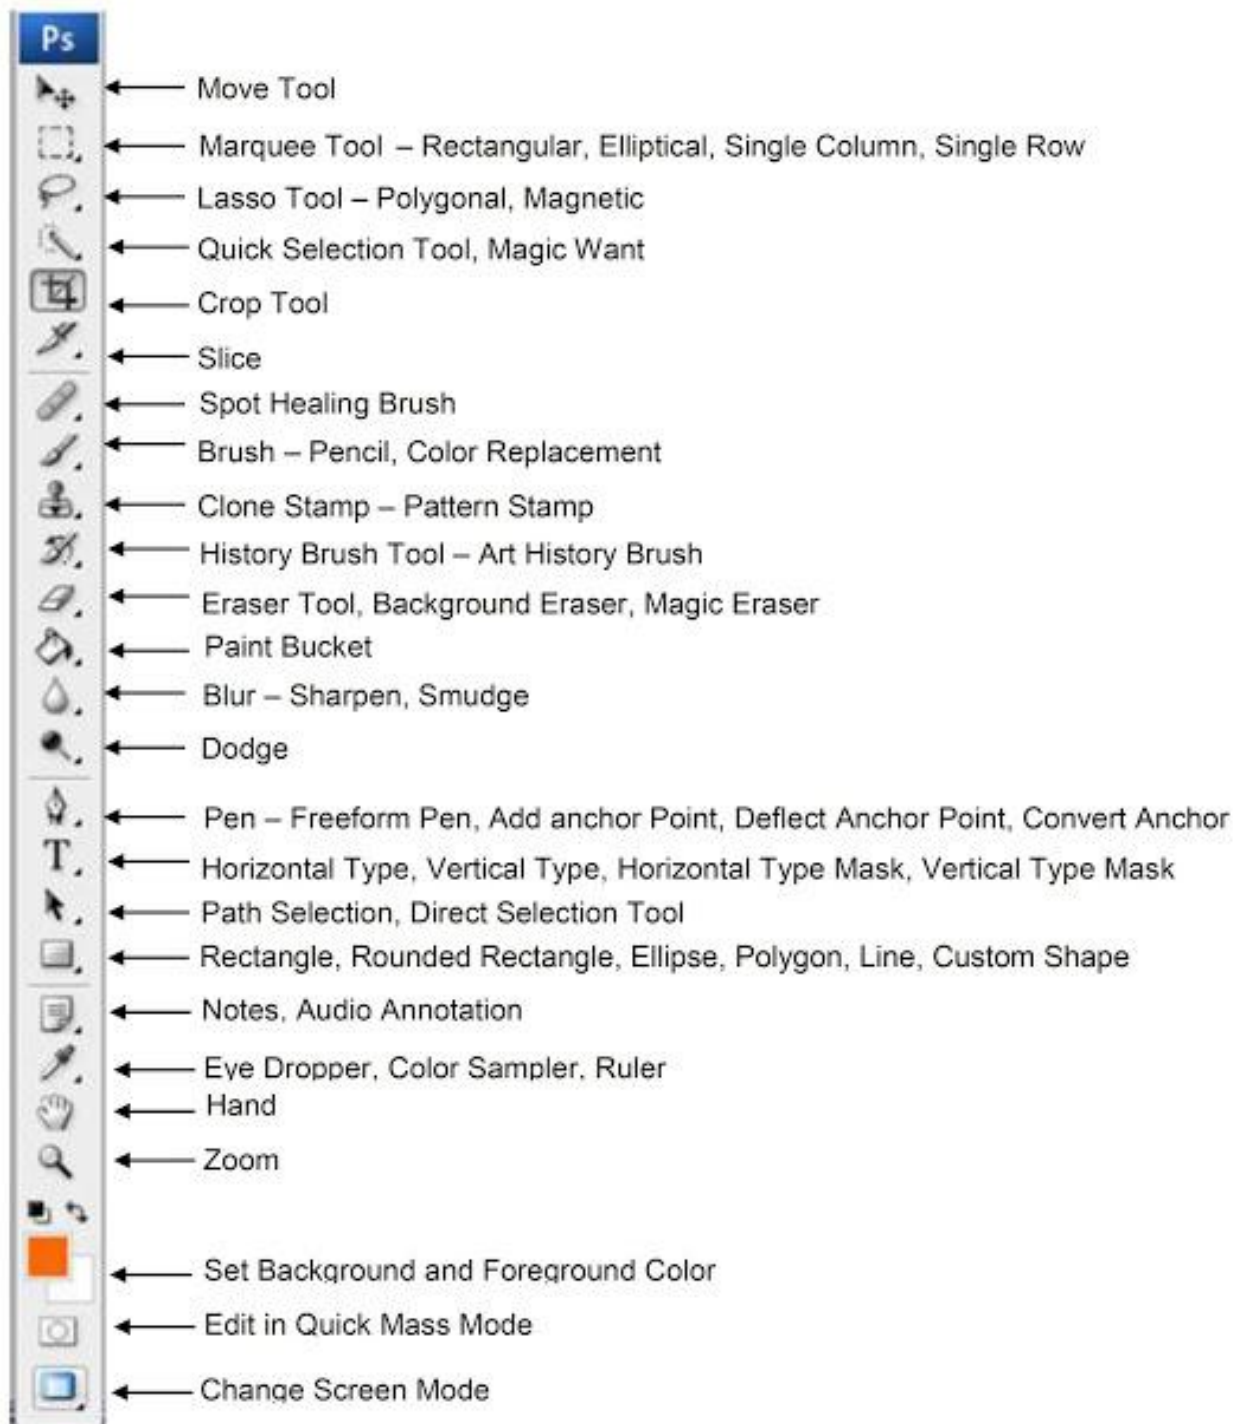 Ps
Move Tool
Marquee Tool – Rectangular, Elliptical, Single Column, Single Row
Lasso Tool – Polygonal, Magnetic
Quick Selection Tool, Magic Want
Crop Tool
Slice
Spot Healing Brush
Brush – Pencil, Color Replacement
Clone Stamp – Pattern Stamp
History Brush Tool – Art History Brush
Eraser Tool, Background Eraser, Magic Eraser
Paint Bucket
Blur – Sharpen, Smudge
Dodge
Pen – Freeform Pen, Add anchor Point, Deflect Anchor Point, Convert Anchor
T Horizontal Type, Vertical Type, Horizontal Type Mask, Vertical Type Mask
Path Selection, Direct Selection Tool
Rectangle, Rounded Rectangle, Ellipse, Polygon, Line, Custom Shape
Notes, Audio Annotation
Eye Dropper, Color Sampler, Ruler
Hand
Zoom
Set Background and Foreground Color
Edit in Quick Mass Mode
Change Screen Mode